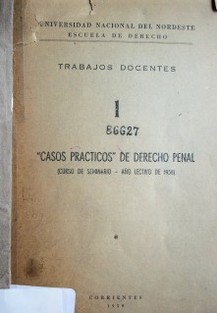 UNIVERSIDAD NACIONAL DEL NORDESTE
ESCUELA DE DERECHO
TRABAJOS DOCENTES
1
86627
"CASOS PRACTICOS" DE DERECHO PENAL
(CURSO DE SEMINARIO - AÑO LECTIVO DE 1958)
CORRIENTES
1959